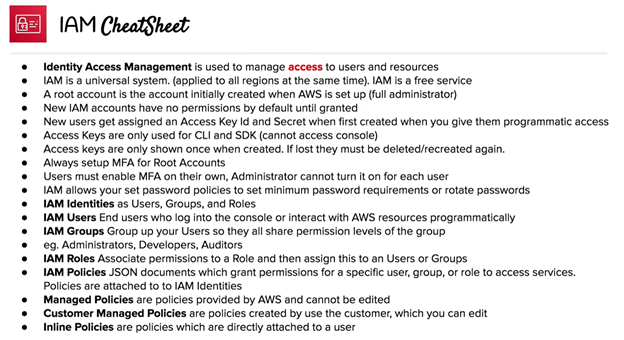 IAM CheatSheet
● Identity Access Management is used to manage access to users and resources
● IAM is a universal system. (applied to all regions at the same time). IAM is a free service
● A root account is the account initially created when AWS is set up (full administrator)
● New IAM accounts have no permissions by default until granted
● New users get assigned an Access Key Id and Secret when first created when you give them programmatic access
● Access Keys are only used for CLI and SDK (cannot access console)
● Access keys are only shown once when created. If lost they must be deleted/recreated again.
● Always setup MFA for Root Accounts
● Users must enable MFA on their own, Administrator cannot turn it on for each user
● IAM allows your set password policies to set minimum password requirements or rotate passwords
● IAM Identities as Users, Groups, and Roles
● IAM Users End users who log into the console or interact with AWS resources programmatically
● IAM Groups Group up your Users so they all share permission levels of the group
● eg. Administrators, Developers, Auditors
● IAM Roles Associate permissions to a Role and then assign this to an Users or Groups
● IAM Policies JSON documents which grant permissions for a specific user, group, or role to access services.
Policies are attached to to IAM Identities
● Managed Policies are policies provided by AWS and cannot be edited
● Customer Managed Policies are policies created by use the customer, which you can edit
● Inline Policies are policies which are directly attached to a user